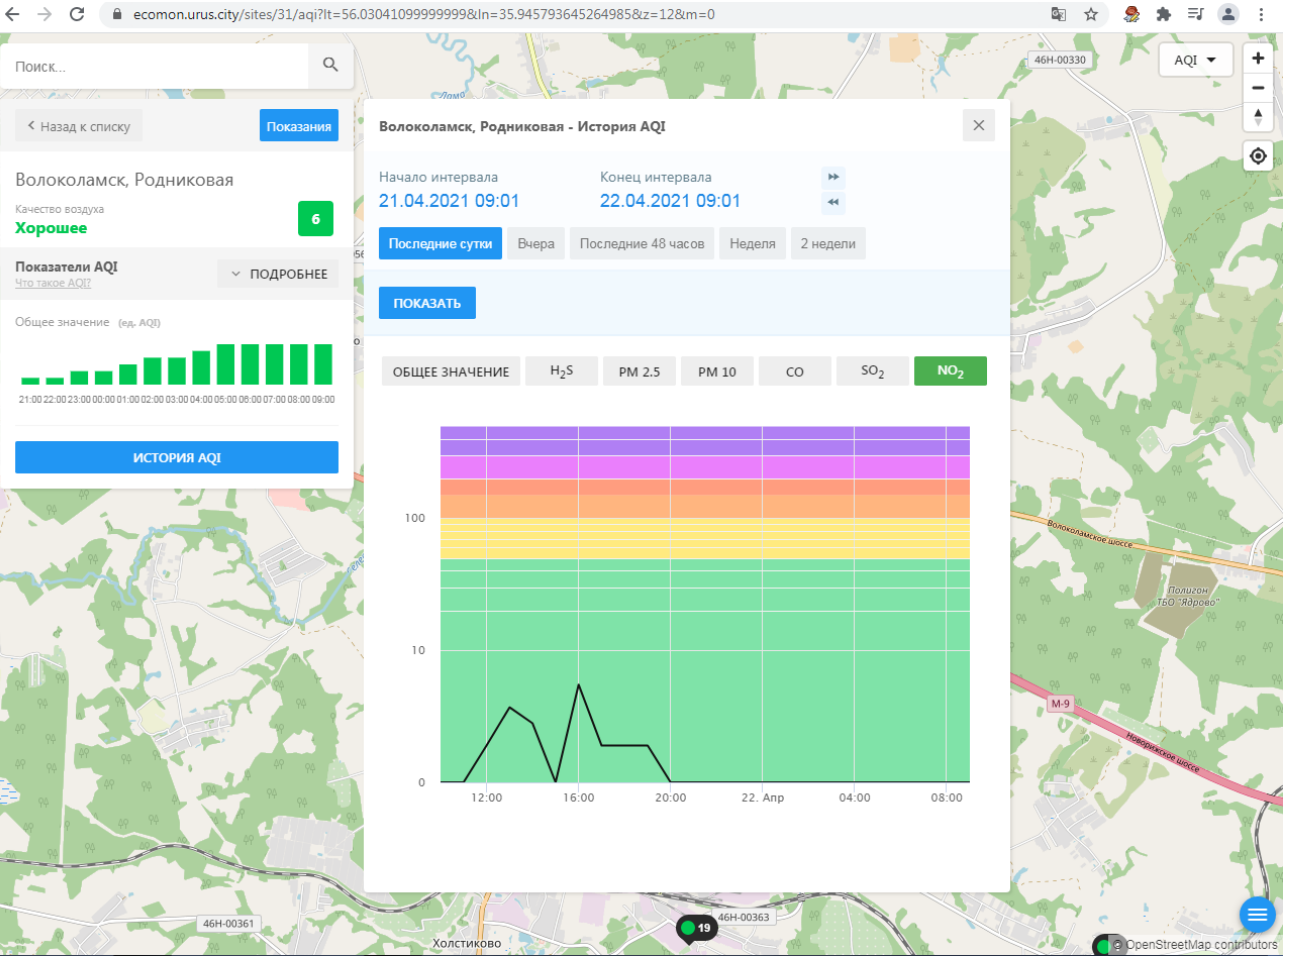 ecomon.urus.city/sites/31/aqi?lt=56.03041099999999&ln=35.945793645264985&z=12&m=0
Поиск...
46Н-00330
AQI
Лама
Назад к списку
Показания
Волоколамск, Родниковая - История AQI
Волоколамск, Родниковая
Качество воздуха
Хорошее
6
Начало интервала
Конец интервала
21.04.2021 09:01
22.04.2021 09:01
Последние сутки
Вчера
Последние 48 часов
Неделя
2 недели
Показатели AQI
Что такое AQI?
ПОДРОБНЕЕ
ПОКАЗАТЬ
Общее значение (ед. AQI)
21:00 22:00 23:00 00:00 01:00 02:00 03:00 04:00 05:00 06:00 07:00 08:00 09:00
ИСТОРИЯ AQI
ОБЩЕЕ ЗНАЧЕНИЕ
H2S
PM 2.5
PM 10
CO
SO2
NO2
100
10
0
12:00
16:00
20:00
22. Апр
04:00
08:00
Волоколамское шоссе
Полигон
ТБО "Ядрово"
М-9
Новорижское шоссе
46Н-00361
46Н-00363
19
Холстиково
© OpenStreetMap contributors